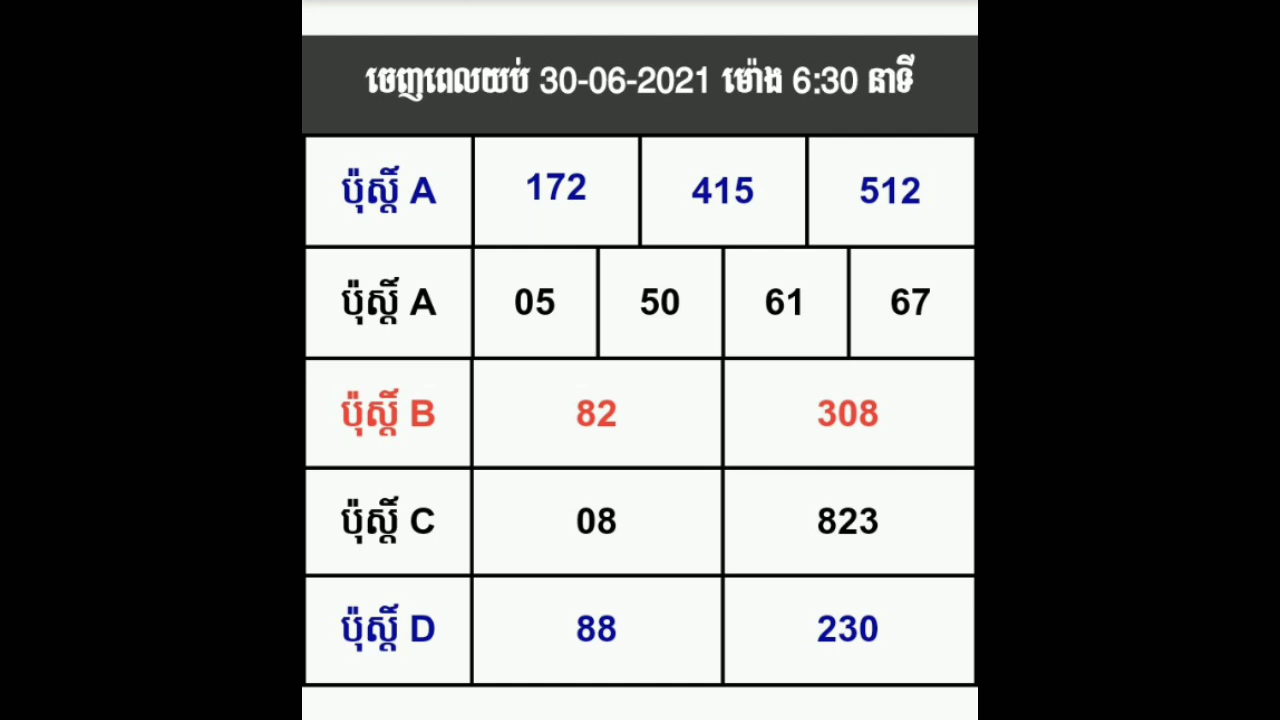 ចេញពេលយប់ 30-06-2021 ម៉ោង 6:30 នាទី
ប៉ុស្តិ៍ A 172 415 512
ប៉ុស្តិ៍ A 05 50 61 67
ប៉ុស្តិ៍ B 82 308
ប៉ុស្តិ៍ C 08 823
ប៉ុស្តិ៍ D 88 230